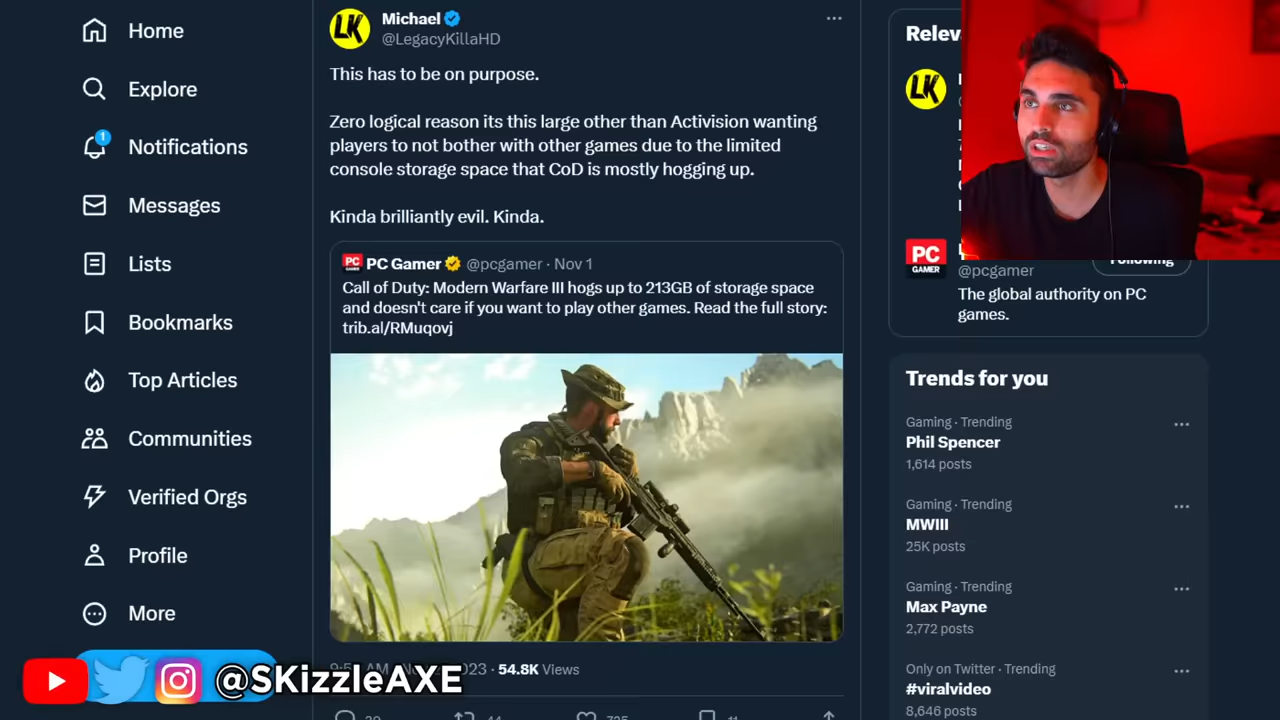 Home
Explore
1
Notifications
Messages
Lists
Bookmarks
Top Articles
Communities
Verified Orgs
Profile
More
LK
Michael
@LegacyKillaHD
This has to be on purpose.
Zero logical reason its this large other than Activision wanting
players to not bother with other games due to the limited
console storage space that CoD is mostly hogging up.
Kinda brilliantly evil. Kinda.
PC Gamer @pcgamer · Nov 1
Call of Duty: Modern Warfare III hogs up to 213GB of storage space
and doesn't care if you want to play other games. Read the full story:
trib.al/RMuqovj
54.8K Views
@SKizzleAXE
LK
PC
GAMER
Following
@pcgamer
The global authority on PC
games.
Trends for you
Gaming · Trending
Phil Spencer
1,614 posts
Gaming · Trending
MWIII
25K posts
Gaming · Trending
Max Payne
2,772 posts
Only on Twitter · Trending
#viralvideo
8,646 posts